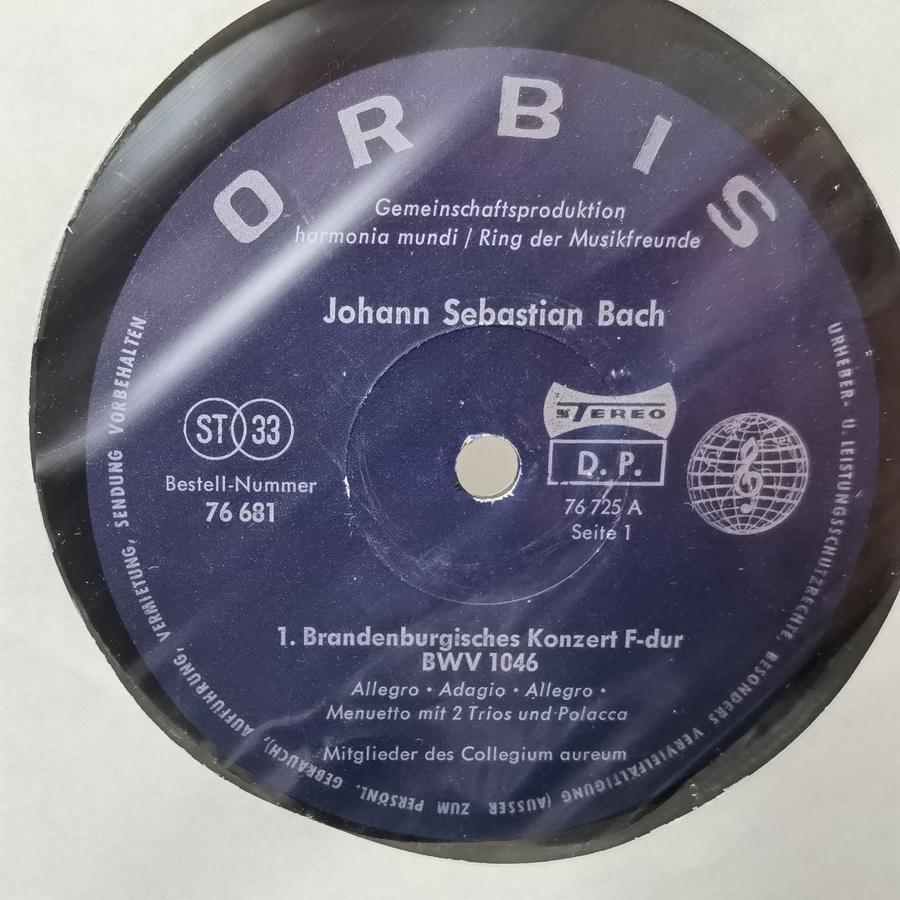 ORBIS
Gemeinschaftsproduktion
harmonia mundi / Ring der Musikfreunde
Johann Sebastian Bach
ST 33
Bestell-Nummer
76 681
STEREO
D. P.
76 725 A
Seite 1
1. Brandenburgisches Konzert F-dur
BWV 1046
Allegro • Adagio • Allegro •
Menuetto mit 2 Trios und Polacca
Mitglieder des Collegium aureum
URHEBER- U. LEISTUNGSSCHUTZRECHTE, BESONDERS VERVIELFÄLTIGUNG (AUSSER ZUM PERSÖNL. GEBRAUCH), AUFFÜHRUNG, VERMIETUNG, SENDUNG VORBEHALTEN